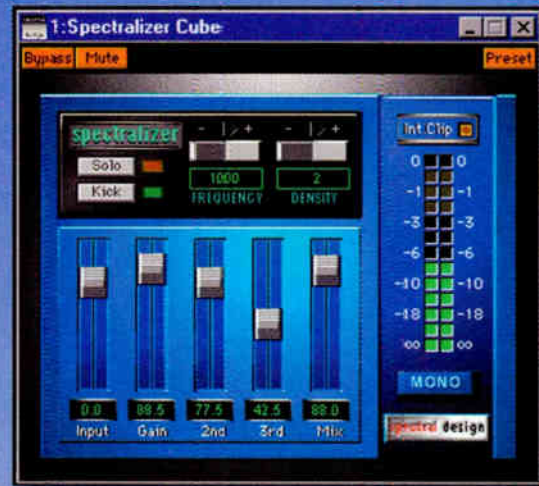 1:Spectralizer Cube
Bypass Mute Preset
spectralizer
Solo
Kick
- | > + - | > +
1000 2
FREQUENCY DENSITY
Int.Clip
0 0
-1 -1
-3 -3
-6 -6
-10 -10
-18 -18
∞ ∞
MONO
spectral design
0.0 88.5 77.5 42.5 88.0
Input Gain 2nd 3rd Mix